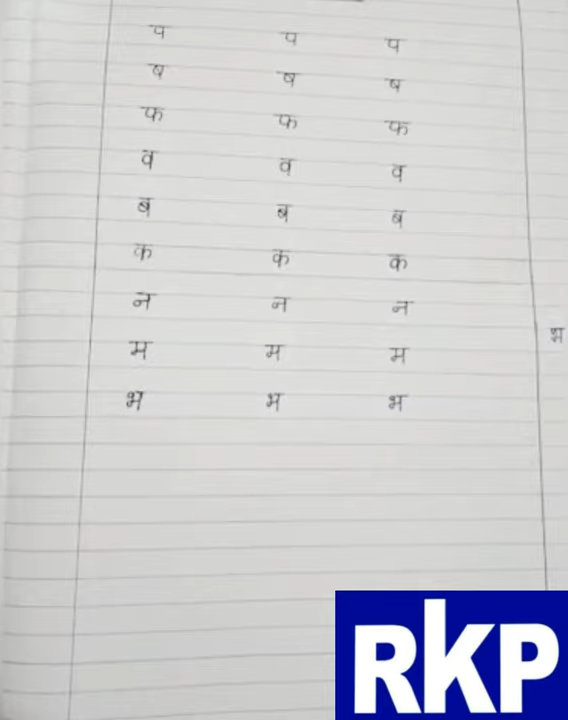 प प प
ष ष ष
फ फ फ
व व व
ब ब ब
क क क
न न न
म म म
भ
भ भ भ
RKP